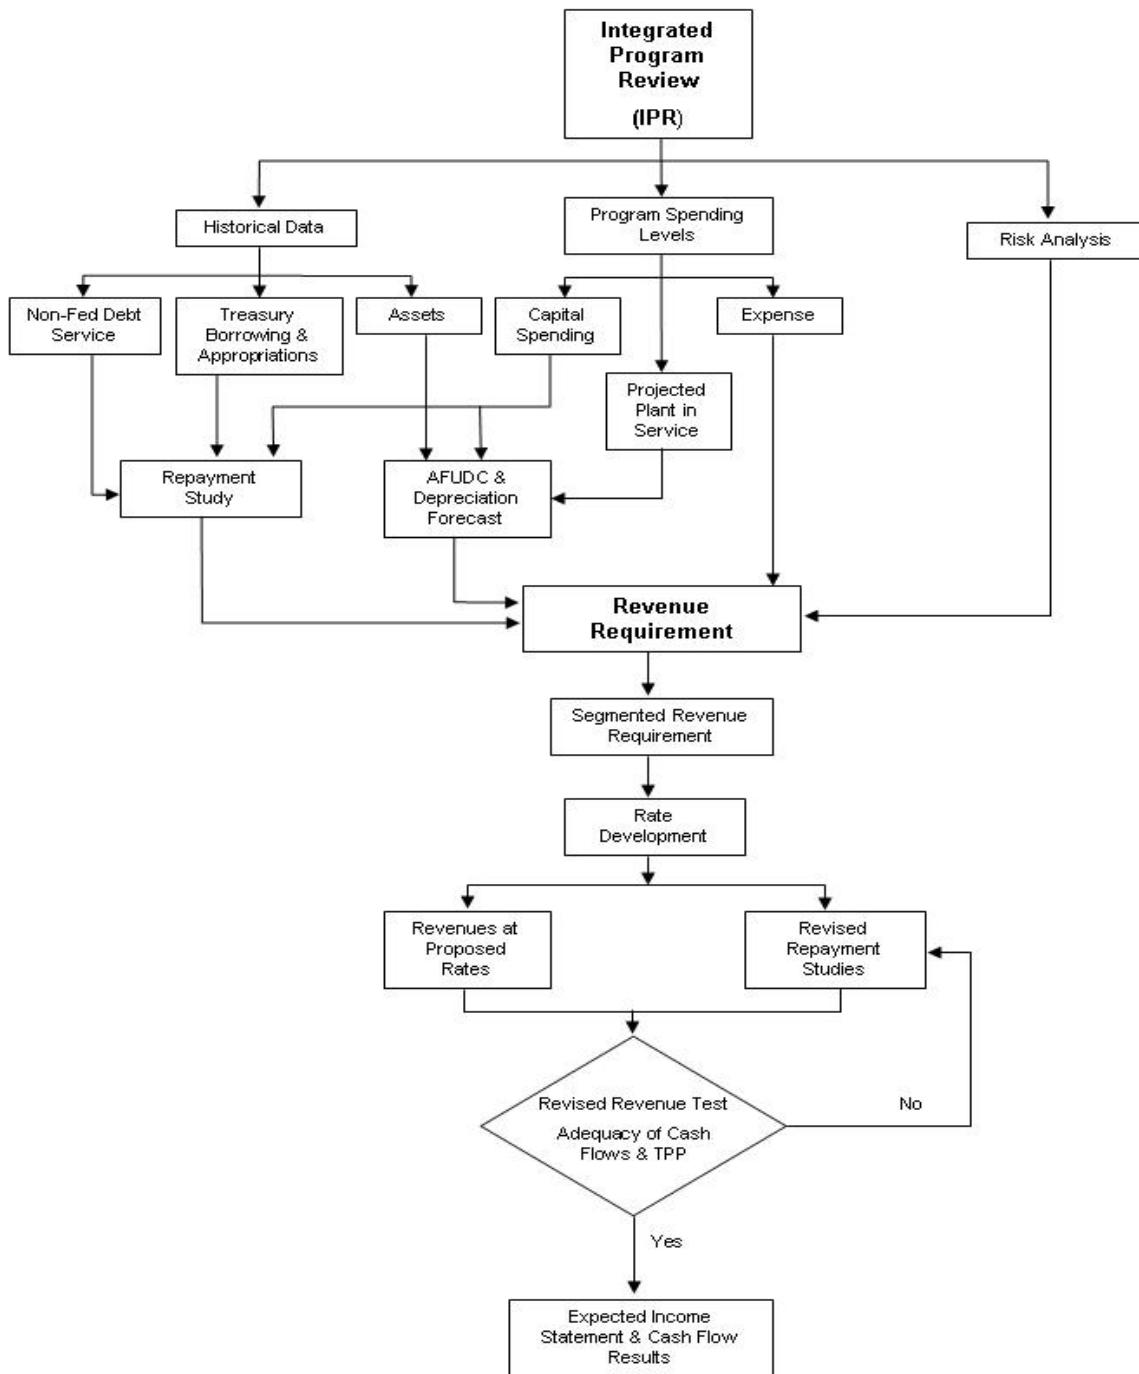 Integrated
Program
Review
(IPR)
Historical Data
Program Spending
Levels
Risk Analysis
Non-Fed Debt
Service
Treasury
Borrowing &
Appropriations
Assets
Capital
Spending
Expense
Projected
Plant in
Service
Repayment
Study
AFUDC &
Depreciation
Forecast
Revenue
Requirement
Segmented Revenue
Requirement
Rate
Development
Revenues at
Proposed
Rates
Revised
Repayment
Studies
Revised Revenue Test
Adequacy of Cash
Flows & TPP
No
Yes
Expected Income
Statement & Cash Flow
Results